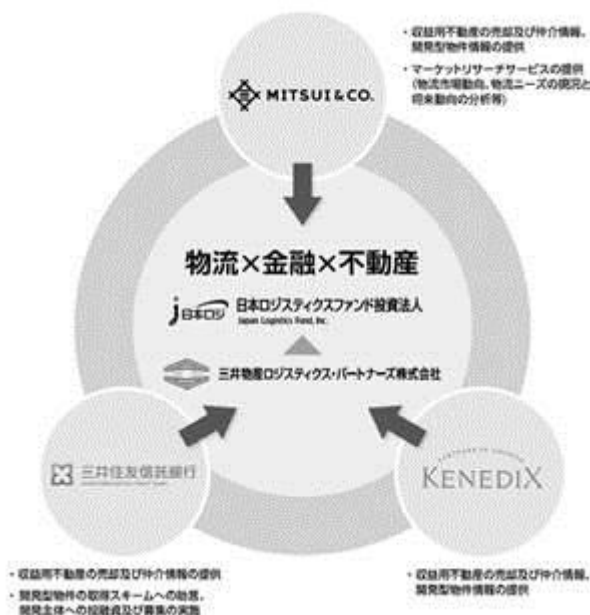 ・収益用不動産の売却及び仲介情報、
開発型物件情報の提供
・マーケットリサーチサービスの提供
(物流市場動向、物流ニーズの現況と
将来動向の分析等)
MITSUI & CO.
物流×金融×不動産
日本ロジ 日本ロジスティクスファンド投資法人
Japan Logistics Fund, Inc.
三井物産ロジスティクス・パートナーズ株式会社
三井住友信託銀行
KENEDIX
・収益用不動産の売却及び仲介情報の提供
・開発型物件の取得スキームへの助言、
開発主体への投融資及び募集の実施
・収益用不動産の売却及び仲介情報、
開発型物件情報の提供